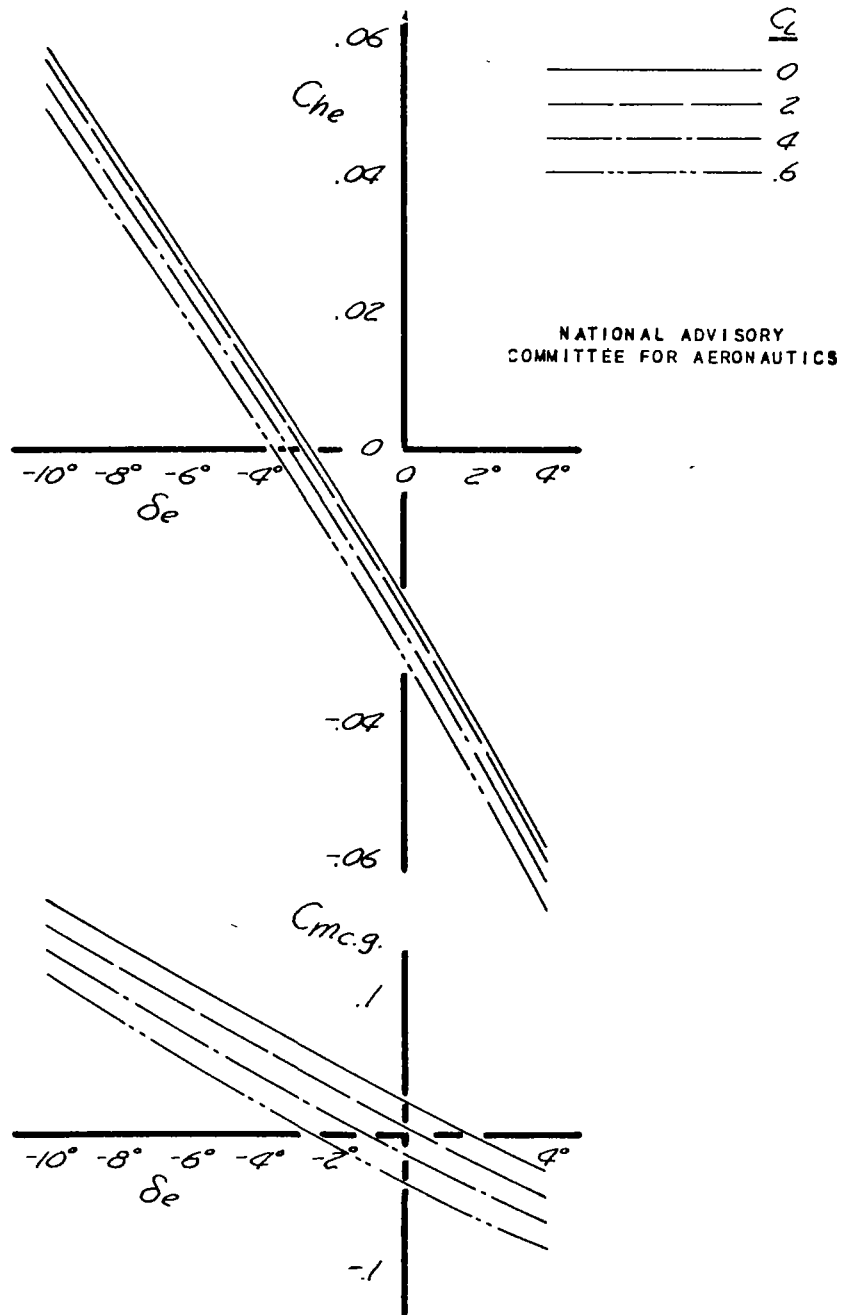 .06
C_L
0
Che
2
.04
4
.6
.02
NATIONAL ADVISORY
COMMITTEE FOR AERONAUTICS
0
-10° -8° -6° -4° 0 2° 4°
δe
-.04
-.06
Cmc.g.
.1
-10° -8° -6° -4° -2° 4°
δe
-.1